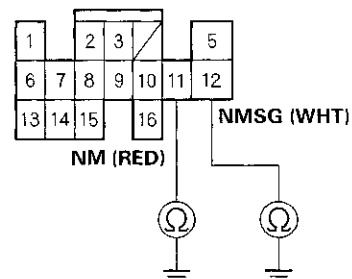 1 2 3 5
6 7 8 9 10 11 12
13 14 15 16
NMSG (WHT)
NM (RED)
Ω Ω